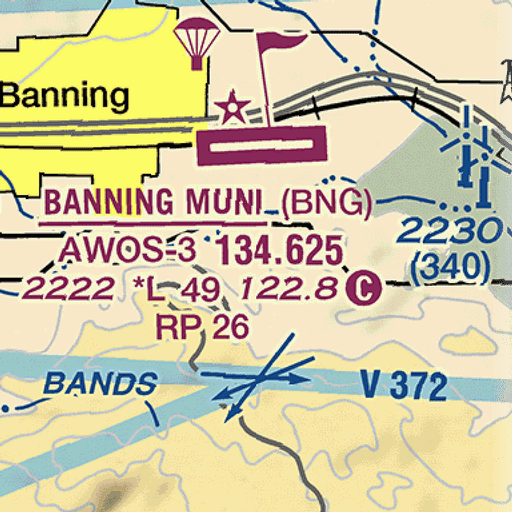 Banning
BANNING MUNI (BNG)
AWOS-3 134.625
2222 *L 49 122.8 C
RP 26
2230
(340)
BANDS
V 372